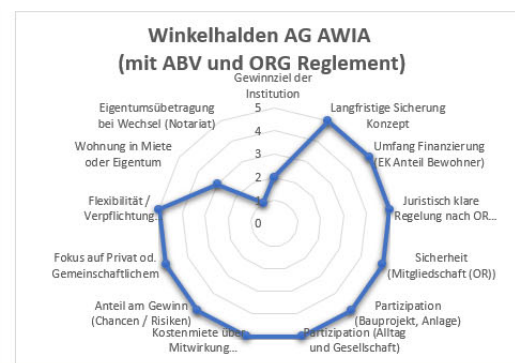 Winkelhalden AG AWIA
(mit ABV und ORG Reglement)
Gewinnziel der
Institution
Eigentumsübetragung
bei Wechsel (Notariat)
Langfristige Sicherung
Konzept
Wohnung in Miete
oder Eigentum
Umfang Finanzierung
(EK Anteil Bewohner)
Flexibilität /
Verpflichtung...
Juristisch klare
Regelung nach OR...
Fokus auf Privat od.
Gemeinschaftlichem
Sicherheit
(Mitgliedschaft (OR))
Anteil am Gewinn
(Chancen / Risiken)
Partizipation
(Bauprojekt, Anlage)
Kostenmiete über
Mitwirkung...
Partizipation (Alltag
und Gesellschaft)
5
4
3
2
1
0